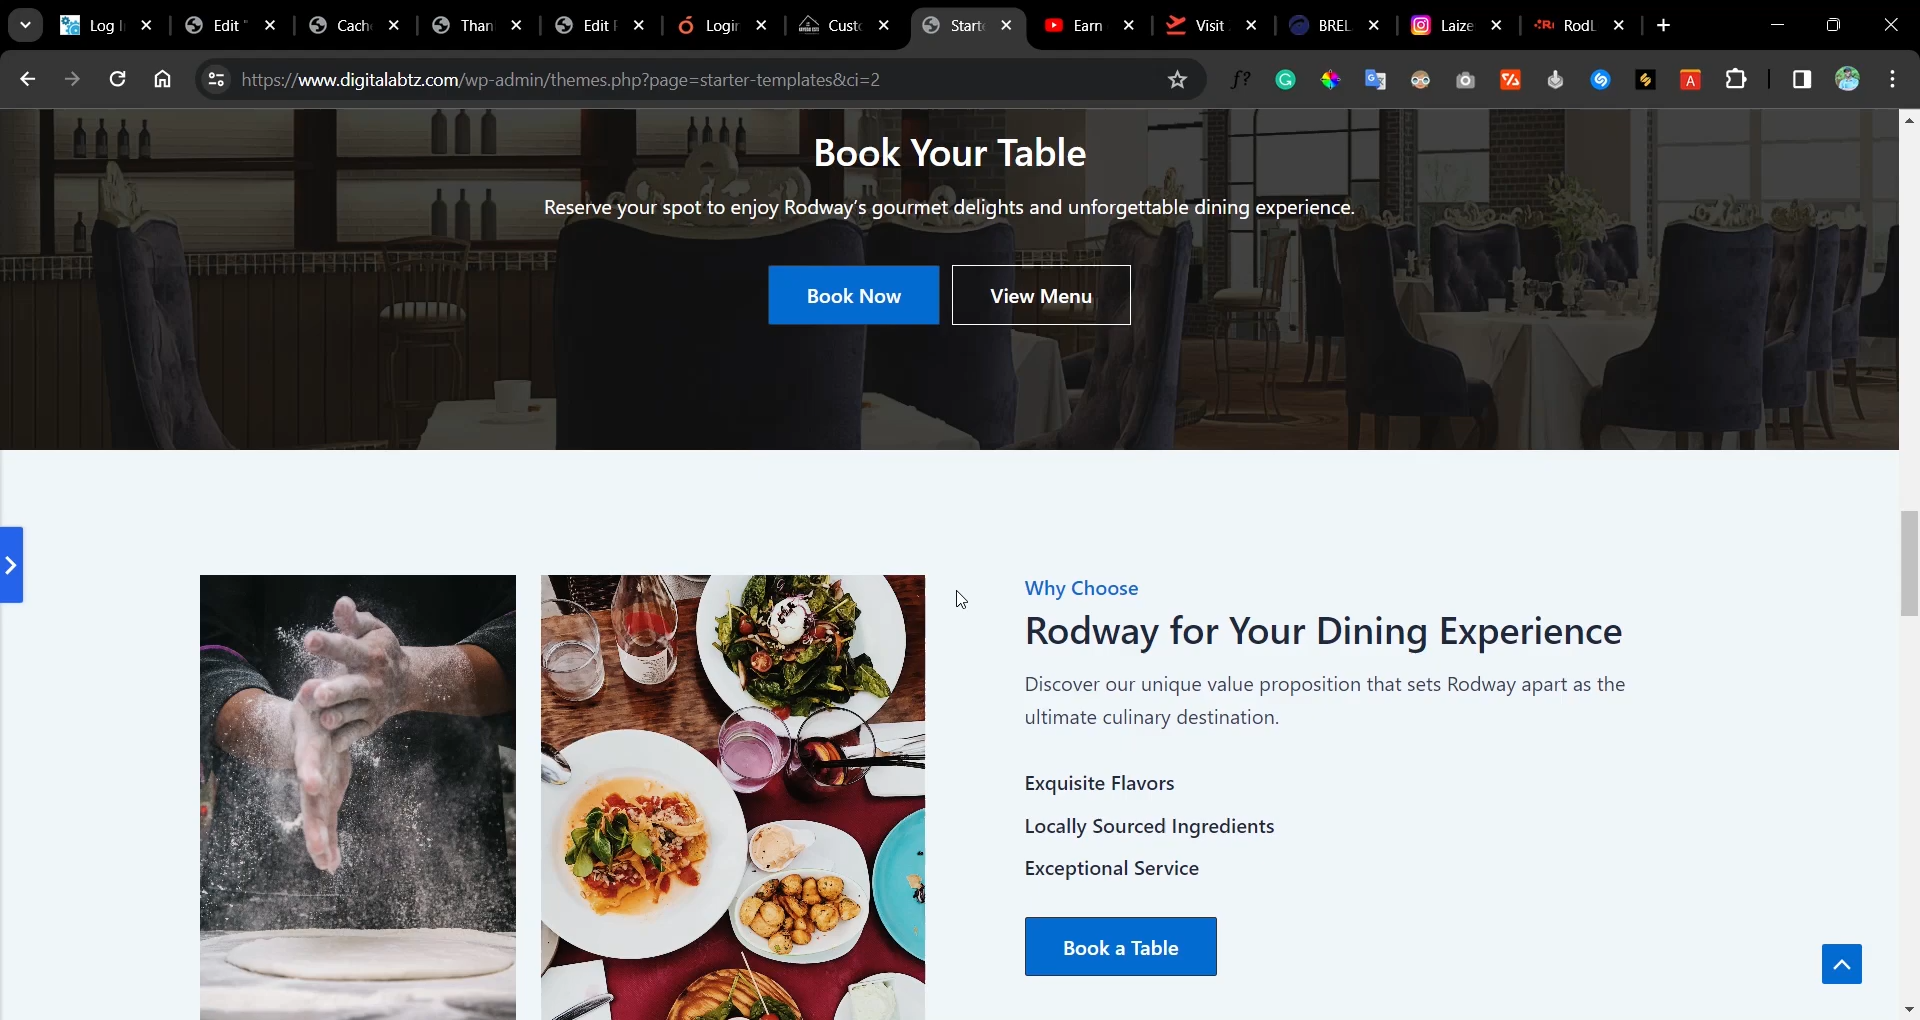 Log I
Edit "
Cach
Than
Edit F
Login
Cust
Starte
Earn
Visit
BREL
Laize
RodL
https://www.digitalabtz.com/wp-admin/themes.php?page=starter-templates&ci=2
f?
Book Your Table
Reserve your spot to enjoy Rodway's gourmet delights and unforgettable dining experience.
Book Now
View Menu
Why Choose
Rodway for Your Dining Experience
Discover our unique value proposition that sets Rodway apart as the
ultimate culinary destination.
Exquisite Flavors
Locally Sourced Ingredients
Exceptional Service
Book a Table